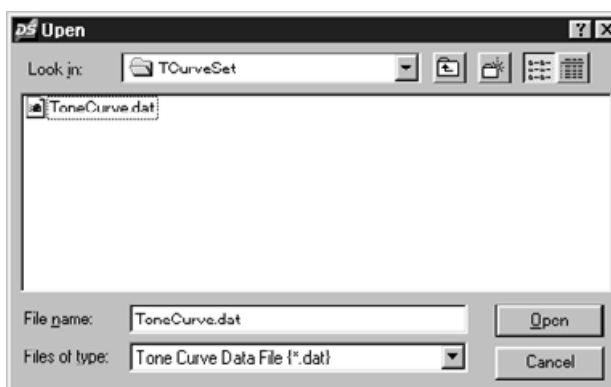 DS Open
Look in: TCurveSet
ToneCurve.dat
File name: ToneCurve.dat Open
Files of type: Tone Curve Data File {*.dat} Cancel